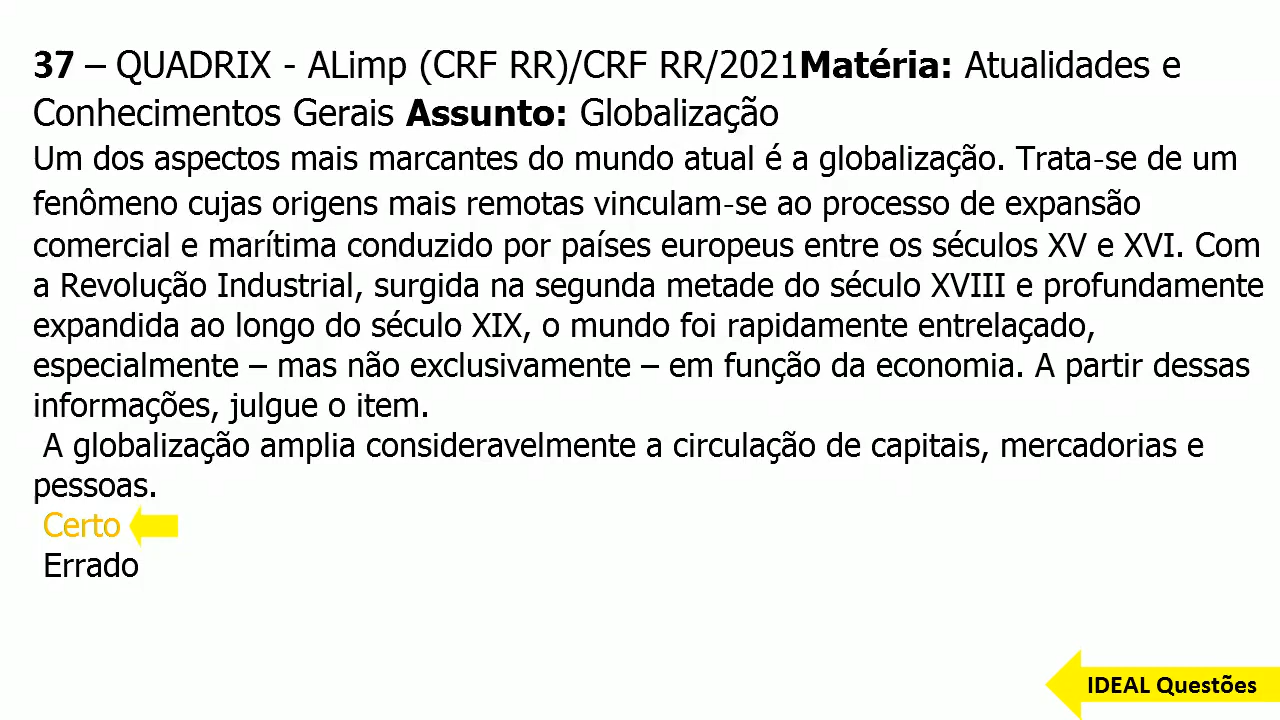 37 – QUADRIX - ALimp (CRF RR)/CRF RR/2021Matéria: Atualidades e
Conhecimentos Gerais Assunto: Globalização
Um dos aspectos mais marcantes do mundo atual é a globalização. Trata-se de um
fenômeno cujas origens mais remotas vinculam-se ao processo de expansão
comercial e marítima conduzido por países europeus entre os séculos XV e XVI. Com
a Revolução Industrial, surgida na segunda metade do século XVIII e profundamente
expandida ao longo do século XIX, o mundo foi rapidamente entrelaçado,
especialmente – mas não exclusivamente – em função da economia. A partir dessas
informações, julgue o item.
A globalização amplia consideravelmente a circulação de capitais, mercadorias e
pessoas.
Certo
Errado
IDEAL Questões